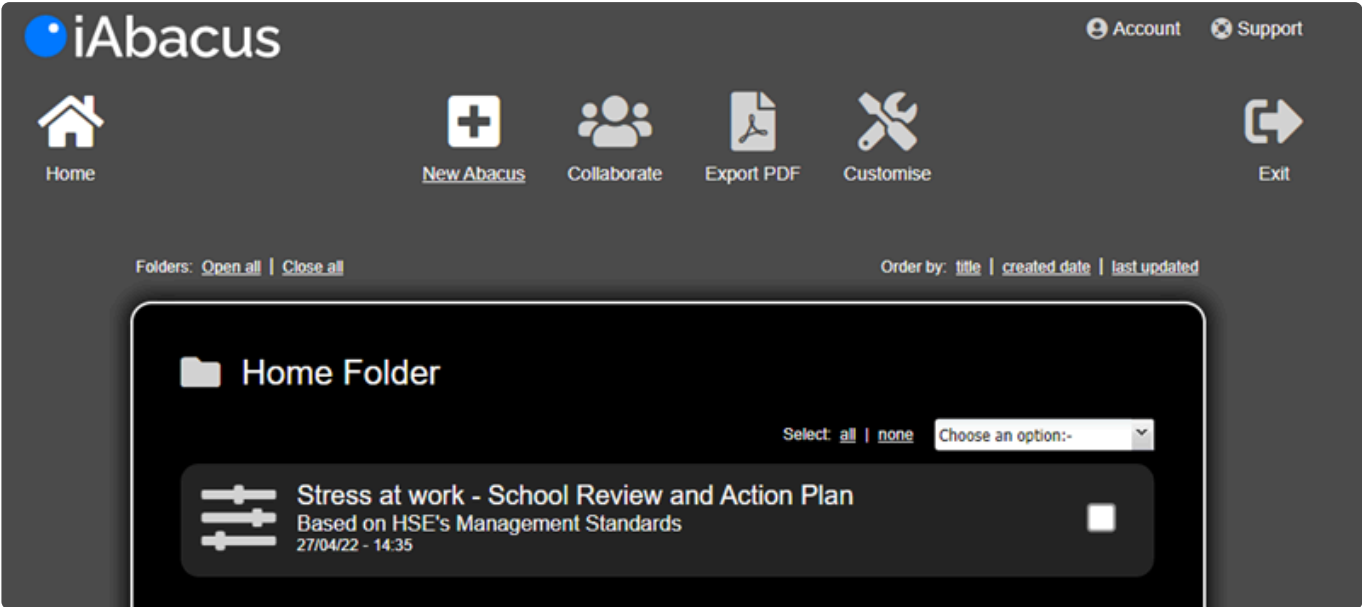 iAbacus
Account Support
Home
New Abacus
Collaborate
Export PDF
Customise
Exit
Folders: Open all | Close all
Order by: title | created date | last updated
Home Folder
Select: all | none
Choose an option:-
Stress at work - School Review and Action Plan
Based on HSE's Management Standards
27/04/22 - 14:35